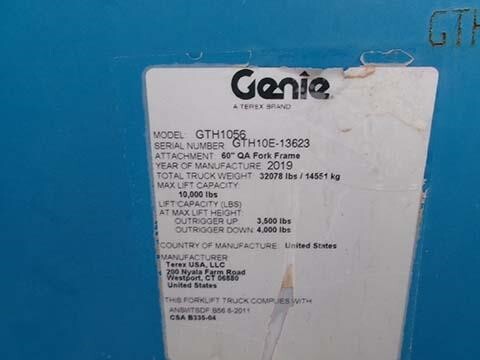 GTH
Genie
A TEREX BRAND
MODEL: GTH1056
SERIAL NUMBER: GTH10E-13623
ATTACHMENT: 60" QA Fork Frame
YEAR OF MANUFACTURE: 2019
TOTAL TRUCK WEIGHT: 32078 lbs / 14551 kg
MAX LIFT CAPACITY:
10,000 lbs
LIFT CAPACITY (LBS)
AT MAX LIFT HEIGHT:
OUTRIGGER UP: 3,500 lbs
OUTRIGGER DOWN: 4,000 lbs
COUNTRY OF MANUFACTURE: United States
MANUFACTURER
Terex USA, LLC
200 Nyala Farm Road
Westport, CT 06880
United States
THIS FORKLIFT TRUCK COMPLIES WITH
ANSI/ITSDF B56.6-2011
CSA B335-04